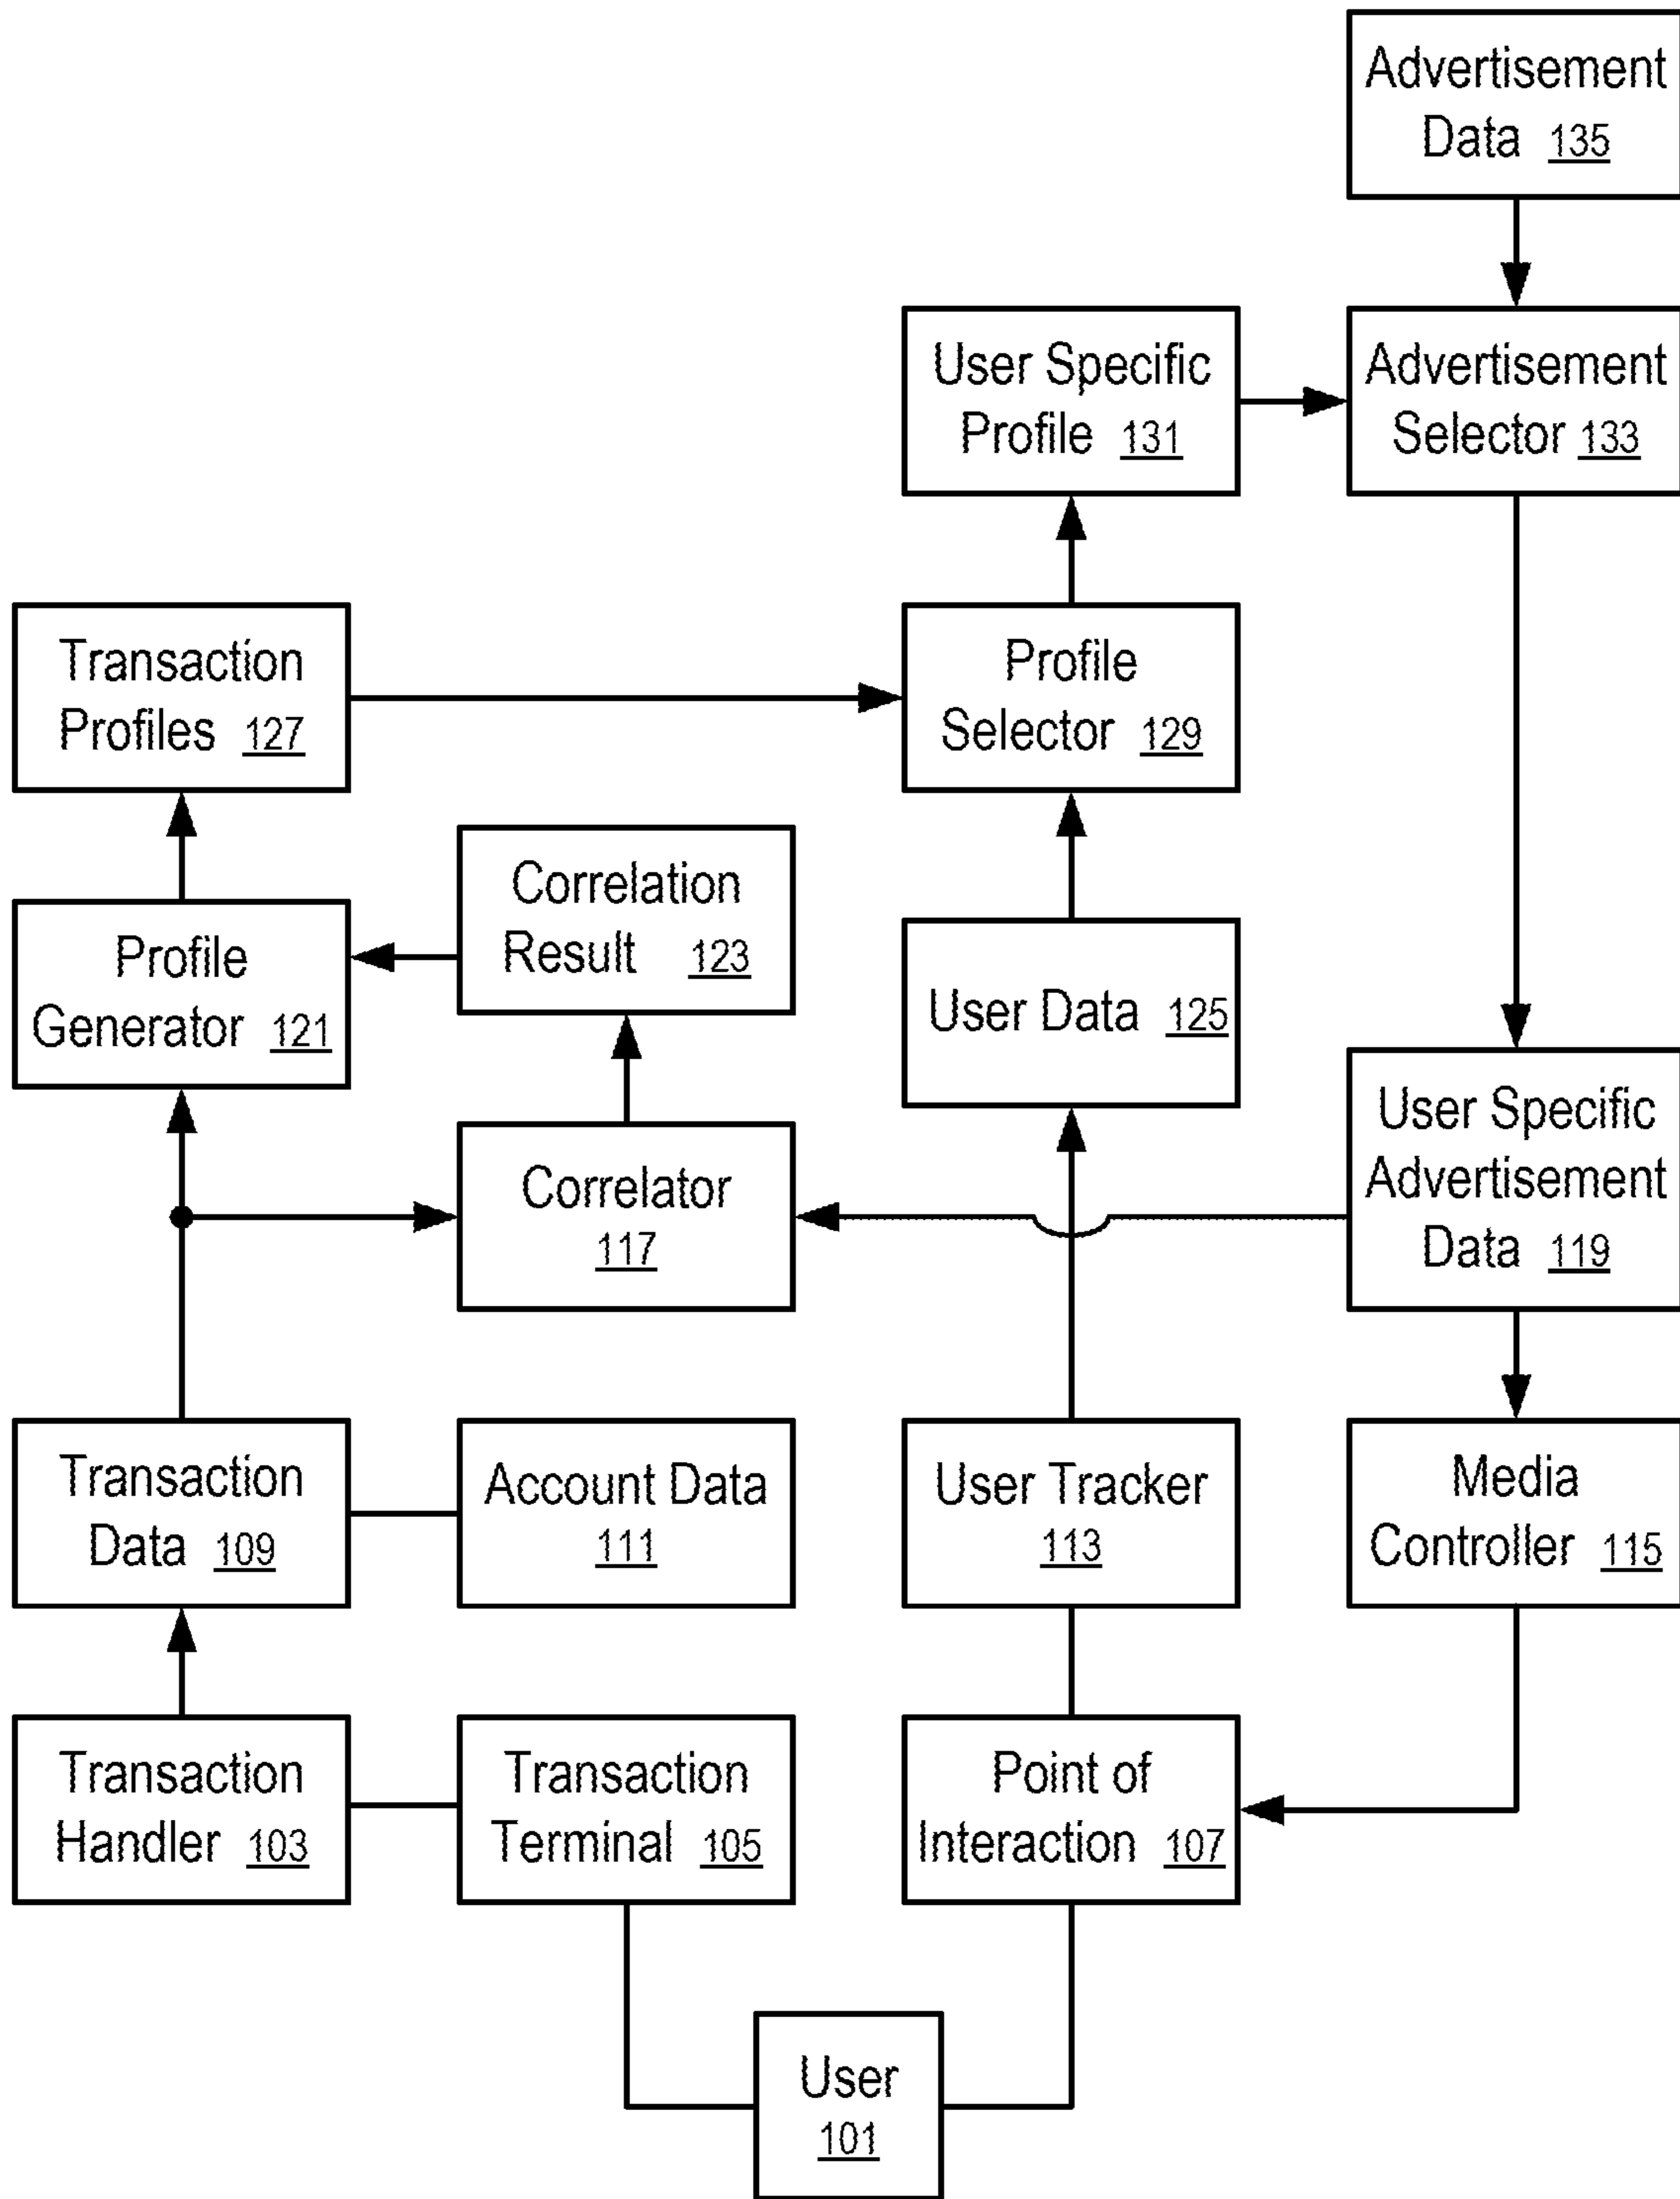 Advertisement
Data 135
User Specific
Profile 131
Advertisement
Selector 133
Transaction
Profiles 127
Profile
Selector 129
Correlation
Result 123
Profile
Generator 121
User Data 125
User Specific
Advertisement
Data 119
Correlator
117
Transaction
Data 109
Account Data
111
User Tracker
113
Media
Controller 115
Transaction
Handler 103
Transaction
Terminal 105
Point of
Interaction 107
User
101